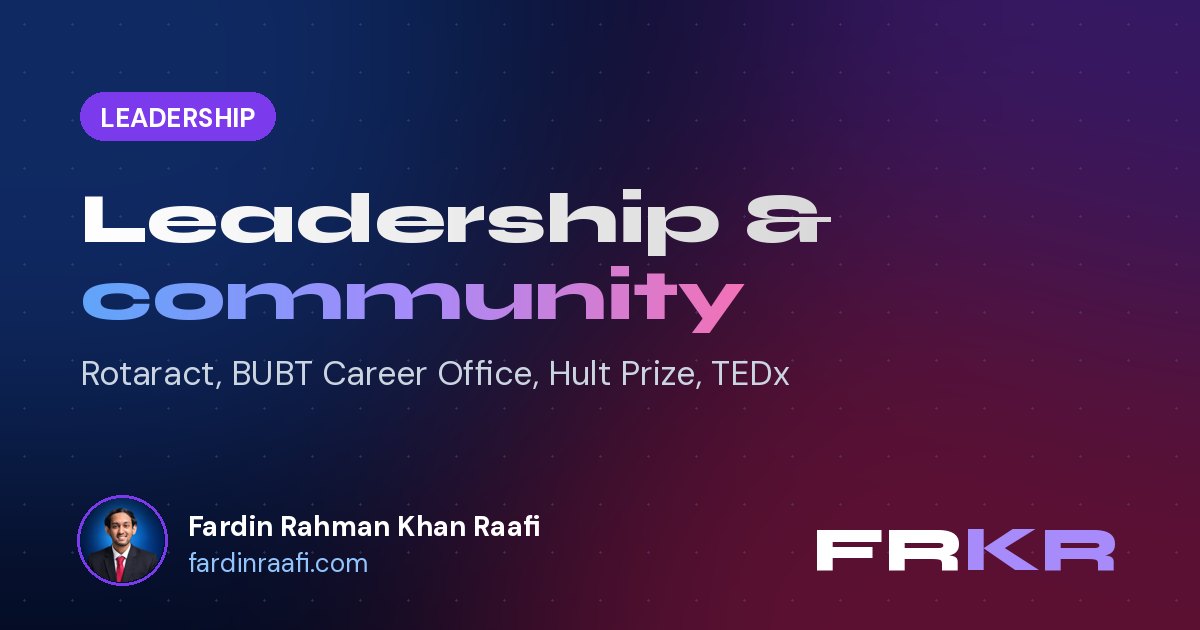 LEADERSHIP
Leadership &
community
Rotaract, BUBT Career Office, Hult Prize, TEDx
Fardin Rahman Khan Raafi
fardinraafi.com
FRKR